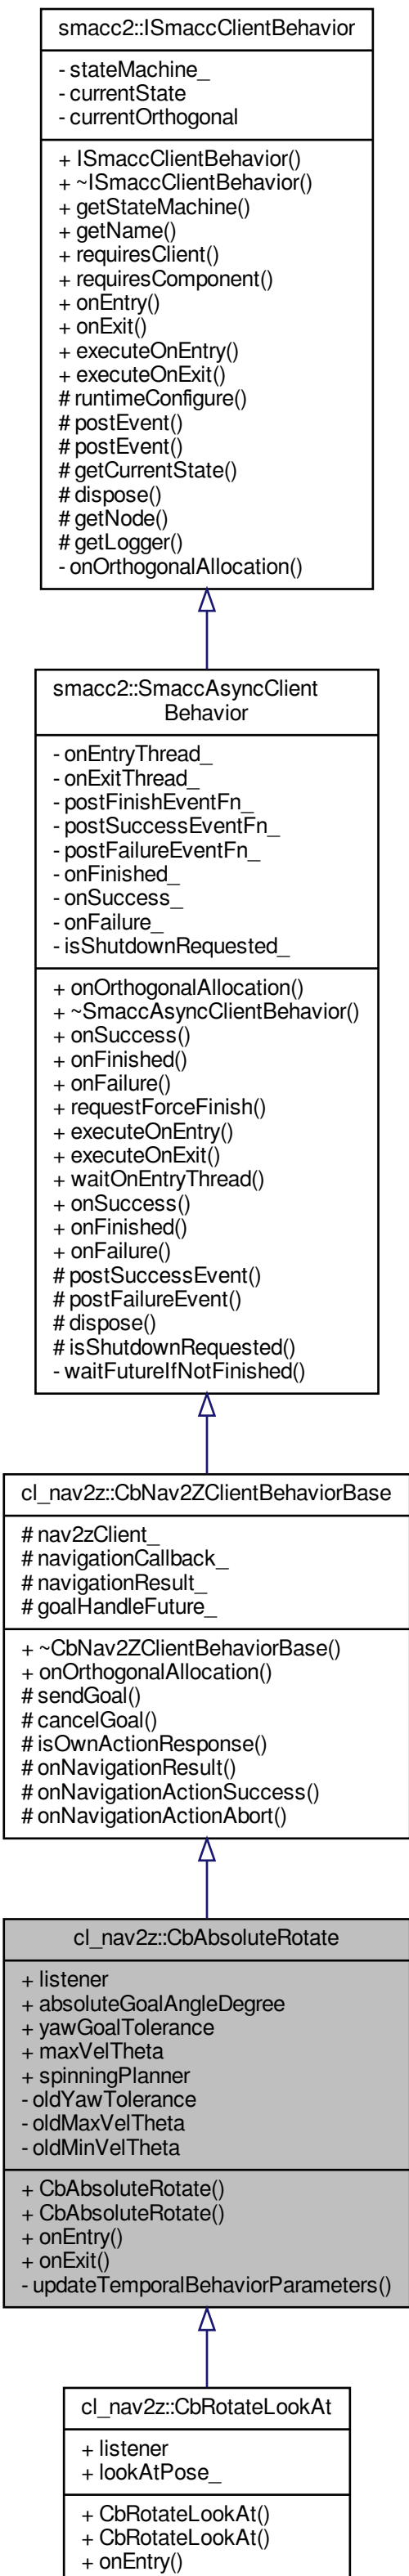 smacc2::ISmaccClientBehavior
- stateMachine_
- currentState
- currentOrthogonal
+ ISmaccClientBehavior()
+ ~ISmaccClientBehavior()
+ getStateMachine()
+ getName()
+ requiresClient()
+ requiresComponent()
+ onEntry()
+ onExit()
+ executeOnEntry()
+ executeOnExit()
# runtimeConfigure()
# postEvent()
# postEvent()
# getCurrentState()
# dispose()
# getNode()
# getLogger()
- onOrthogonalAllocation()
smacc2::SmaccAsyncClient
Behavior
- onEntryThread_
- onExitThread_
- postFinishEventFn_
- postSuccessEventFn_
- postFailureEventFn_
- onFinished_
- onSuccess_
- onFailure_
- isShutdownRequested_
+ onOrthogonalAllocation()
+ ~SmaccAsyncClientBehavior()
+ onSuccess()
+ onFinished()
+ onFailure()
+ requestForceFinish()
+ executeOnEntry()
+ executeOnExit()
+ waitOnEntryThread()
+ onSuccess()
+ onFinished()
+ onFailure()
# postSuccessEvent()
# postFailureEvent()
# dispose()
# isShutdownRequested()
- waitFutureIfNotFinished()
cl_nav2z::CbNav2ZClientBehaviorBase
# nav2zClient_
# navigationCallback_
# navigationResult_
# goalHandleFuture_
+ ~CbNav2ZClientBehaviorBase()
+ onOrthogonalAllocation()
# sendGoal()
# cancelGoal()
# isOwnActionResponse()
# onNavigationResult()
# onNavigationActionSuccess()
# onNavigationActionAbort()
cl_nav2z::CbAbsoluteRotate
+ listener
+ absoluteGoalAngleDegree
+ yawGoalTolerance
+ maxVelTheta
+ spinningPlanner
- oldYawTolerance
- oldMaxVelTheta
- oldMinVelTheta
+ CbAbsoluteRotate()
+ CbAbsoluteRotate()
+ onEntry()
+ onExit()
- updateTemporalBehaviorParameters()
cl_nav2z::CbRotateLookAt
+ listener
+ lookAtPose_
+ CbRotateLookAt()
+ CbRotateLookAt()
+ onEntry()